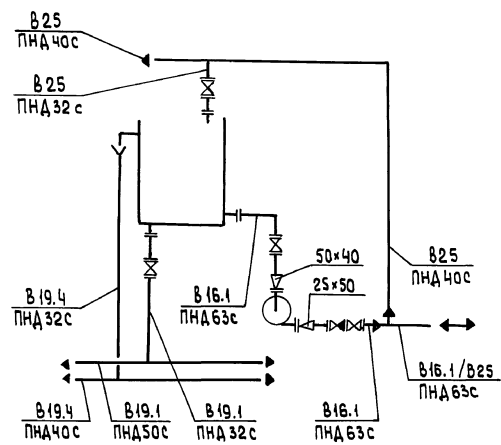 В25
ПНД40с
В25
ПНД32с
50×40
25×50
В25
ПНД40с
В16.1
ПНД63с
В19.4
ПНД32с
В16.1/В25
ПНД63с
В19.4
ПНД40с
В19.1
ПНД50с
В19.1
ПНД32с
В16.1
ПНД63с